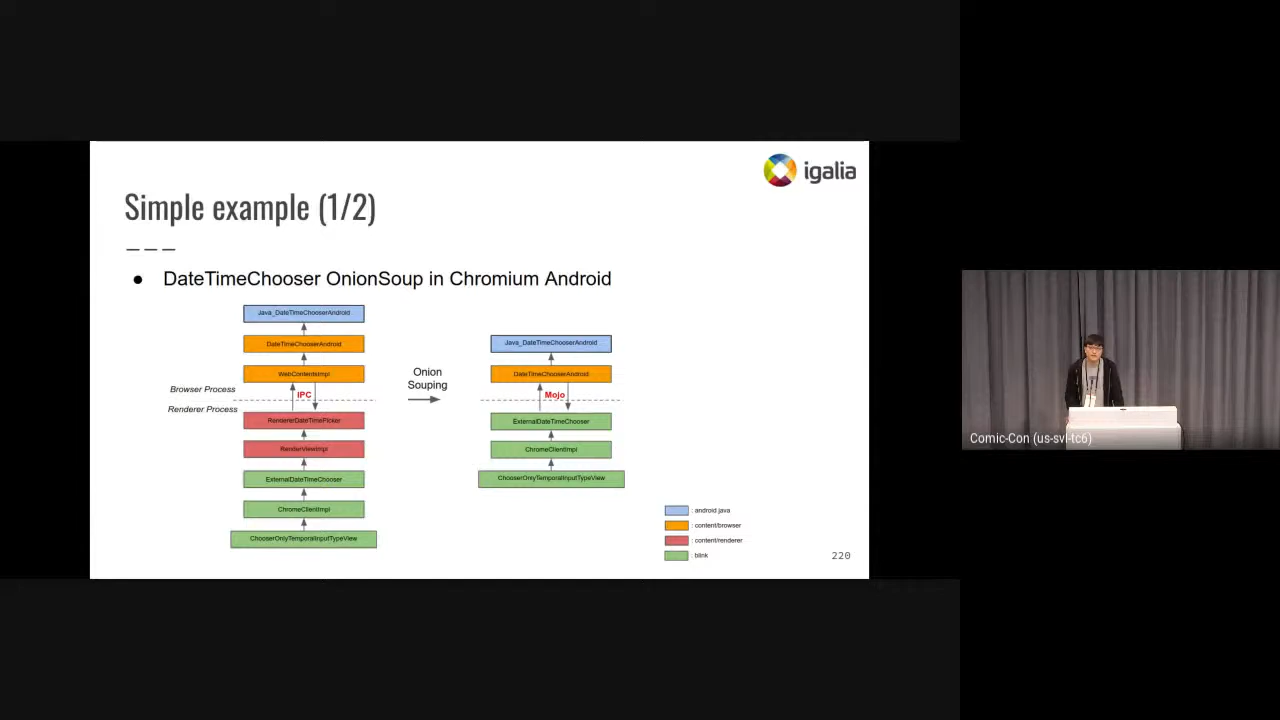 igalia
Simple example (1/2)
● DateTimeChooser OnionSoup in Chromium Android
Java_DateTimeChooserAndroid
DateTimeChooserAndroid
WebContentsImpl
Browser Process
IPC
Renderer Process
RendererDateTimePicker
RenderViewImpl
ExternalDateTimeChooser
ChromeClientImpl
ChooserOnlyTemporalInputTypeView
Onion
Souping
Java_DateTimeChooserAndroid
DateTimeChooserAndroid
Mojo
ExternalDateTimeChooser
ChromeClientImpl
ChooserOnlyTemporalInputTypeView
: android java
: content/browser
: content/renderer
: blink
220
Comic-Con (us-svl-tc6)